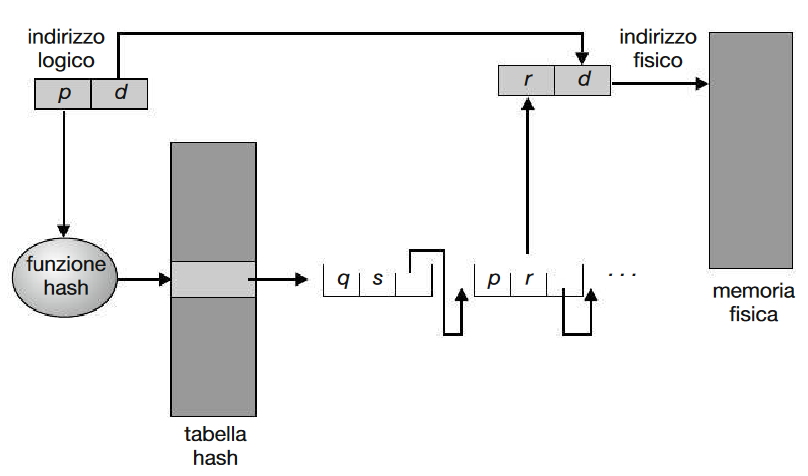 indirizzo
logico
p d
indirizzo
fisico
r d
funzione
hash
q s
p r ...
memoria
fisica
tabella
hash